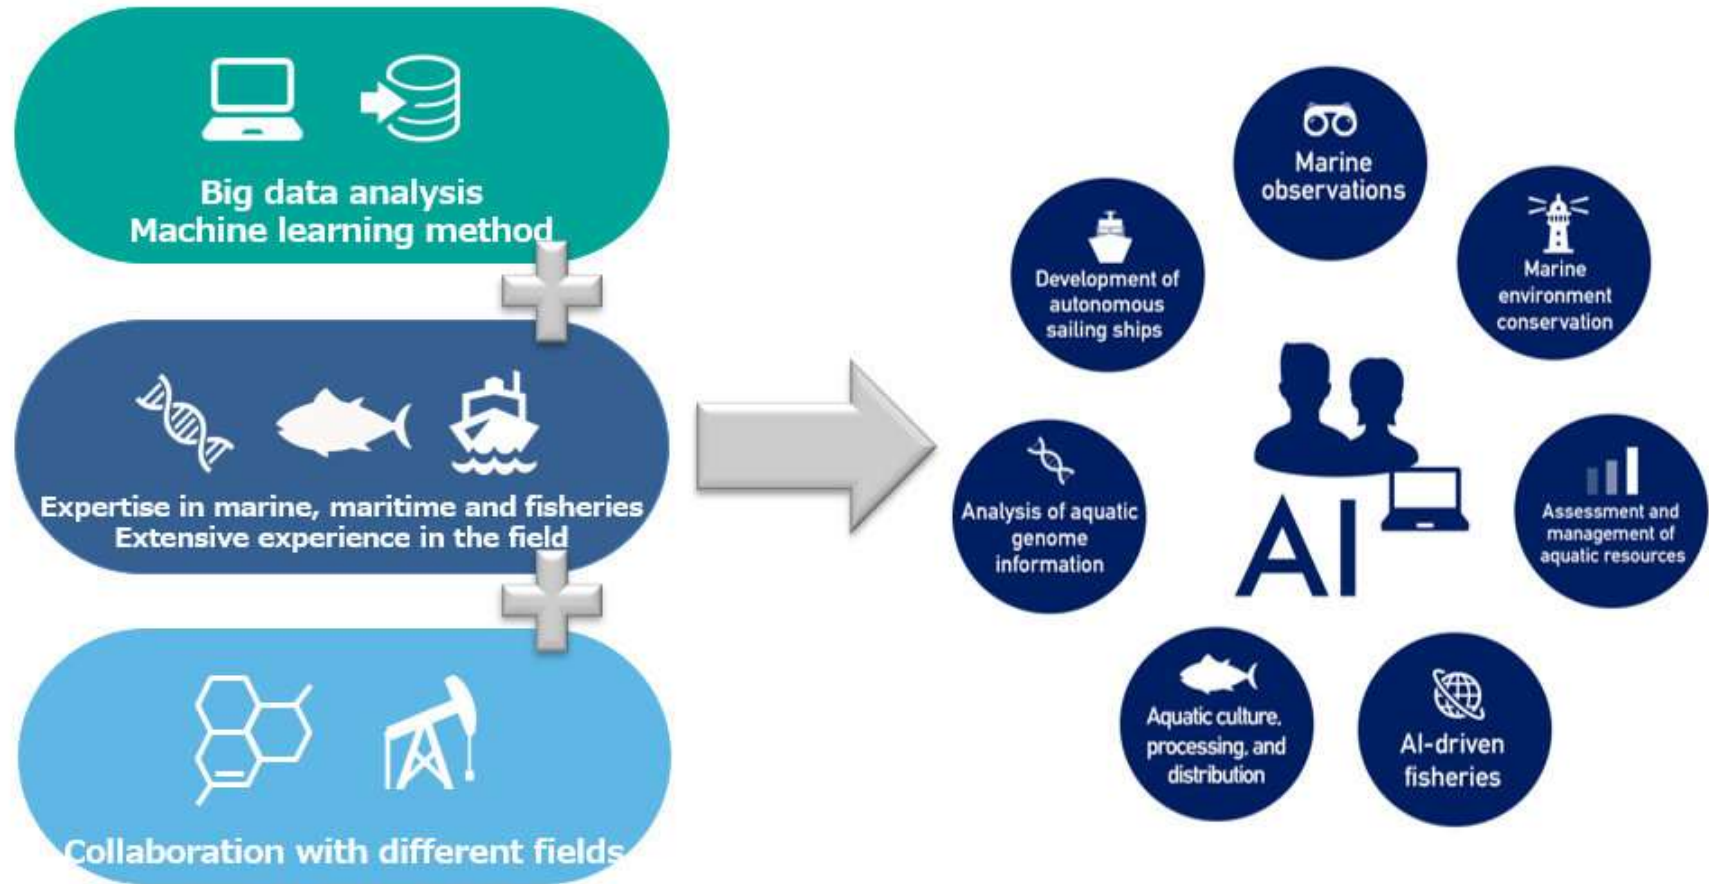 Big data analysis
Machine learning method
Expertise in marine, maritime and fisheries
Extensive experience in the field
Collaboration with different fields
Marine
observations
Development of
autonomous
sailing ships
Marine
environment
conservation
Analysis of aquatic
genome
information
AI
Assessment and
management of
aquatic resources
Aquatic culture,
processing, and
distribution
AI-driven
fisheries